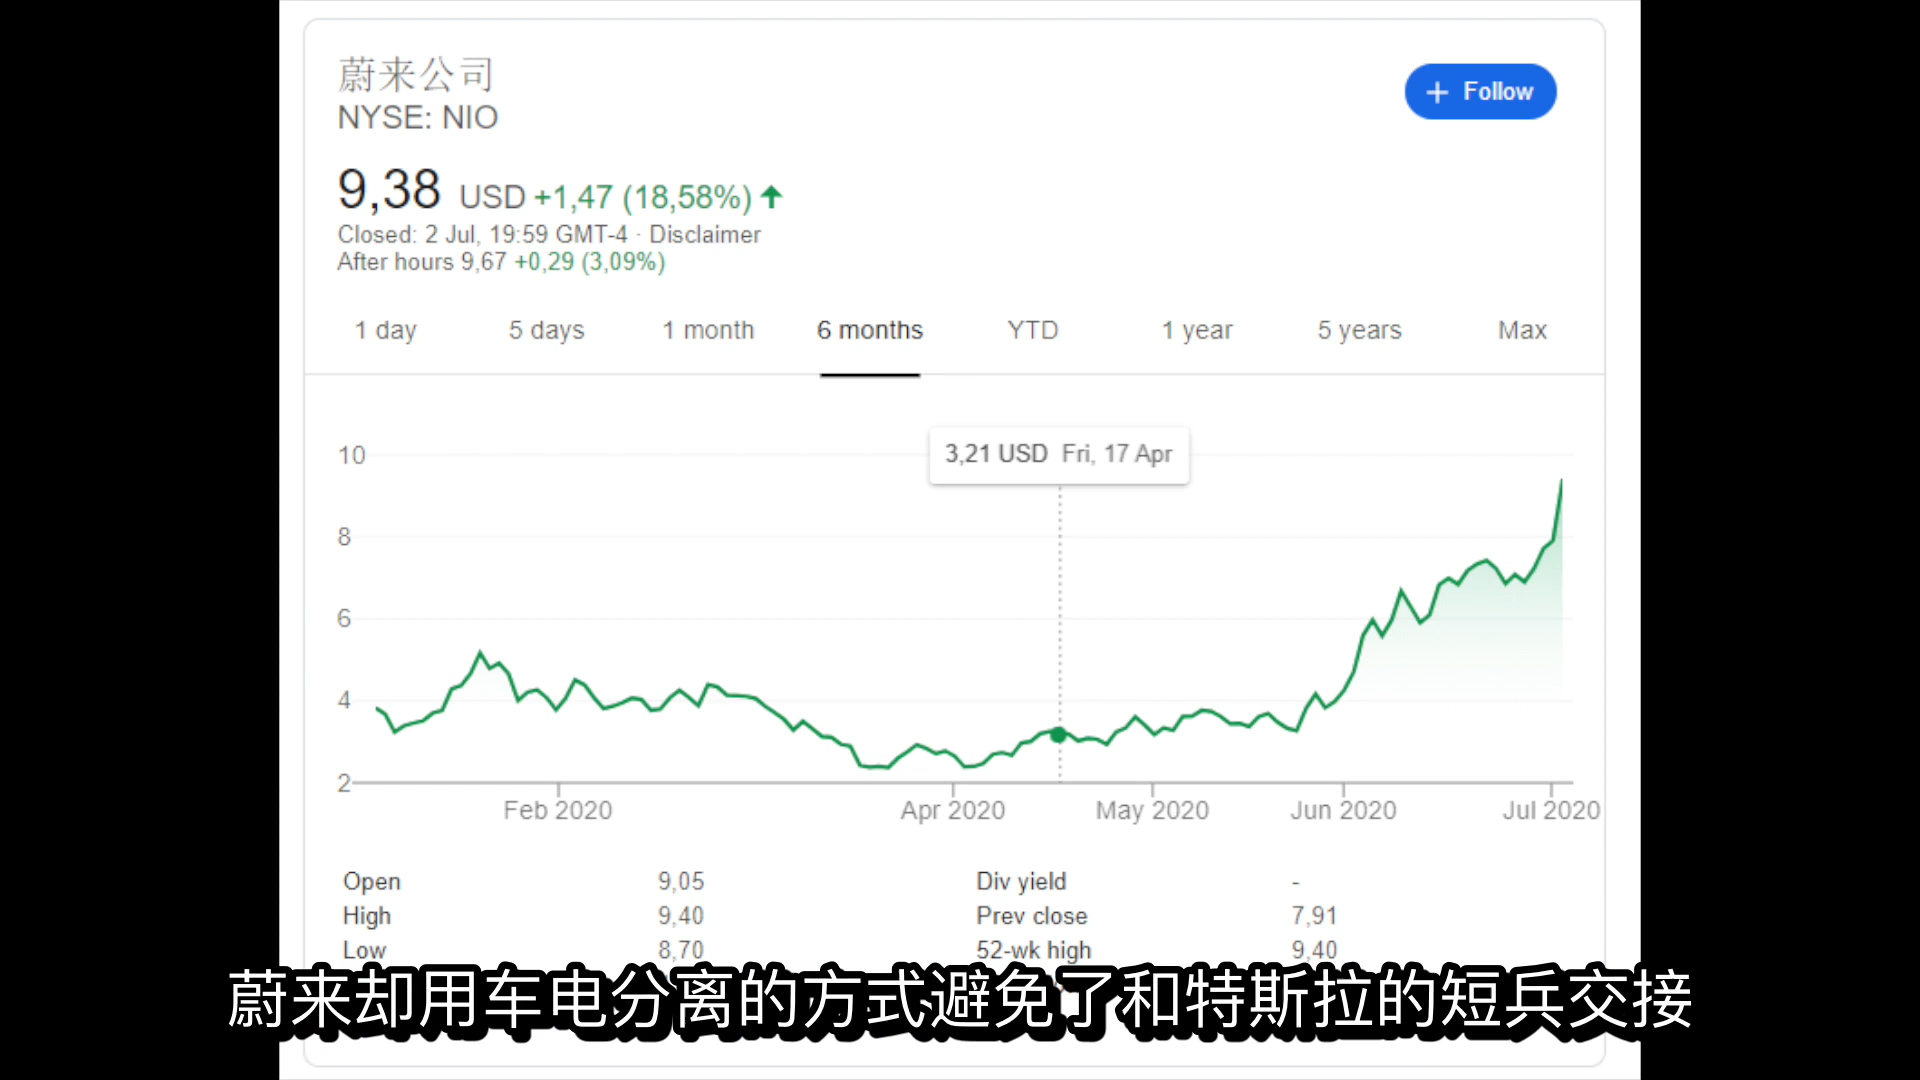 蔚来公司
NYSE: NIO
+ Follow
9,38 USD +1,47 (18,58%)
Closed: 2 Jul, 19:59 GMT-4 · Disclaimer
After hours 9,67 +0,29 (3,09%)
1 day 5 days 1 month 6 months YTD 1 year 5 years Max
3,21 USD Fri, 17 Apr
10
8
6
4
2
Feb 2020 Apr 2020 May 2020 Jun 2020 Jul 2020
Open 9,05 Div yield -
High 9,40 Prev close 7,91
Low 8,70 52-wk high 9,40
蔚来却用车电分离的方式避免了和特斯拉的短兵交接